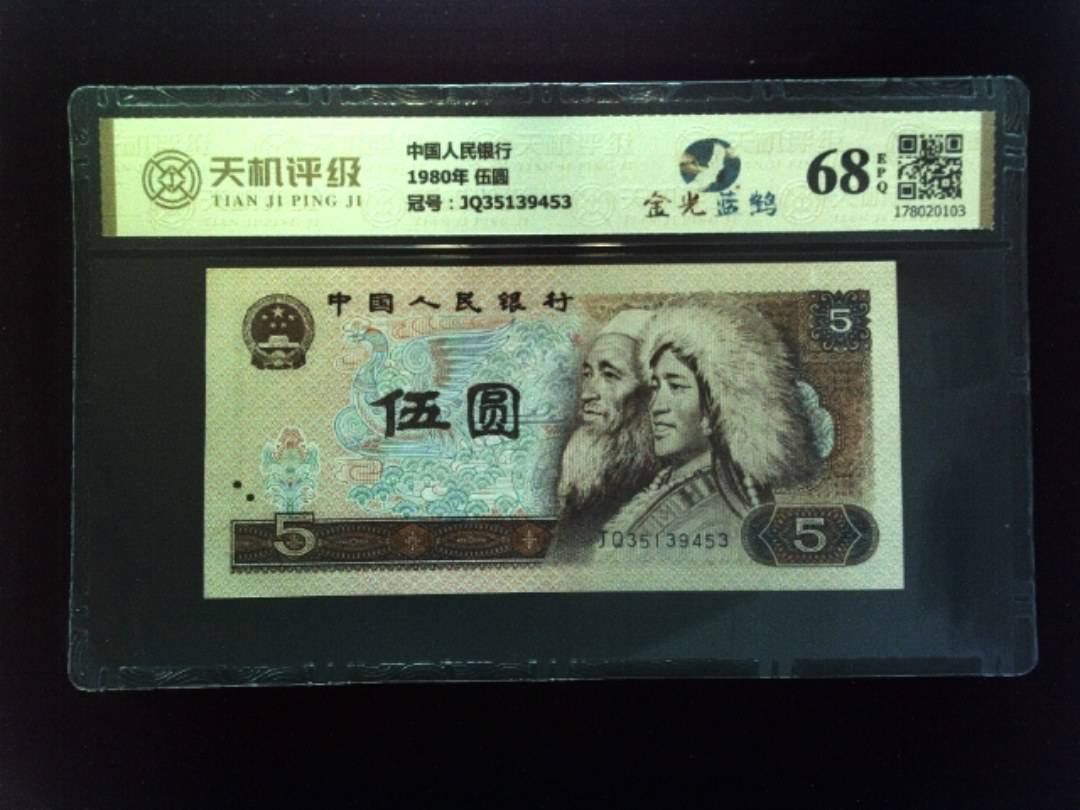 天机评级
TIAN JI PING JI
中国人民银行
1980年 伍圆
冠号：JQ35139453
金光蓝鹤
68
EPQ
178020103
中国人民银行
5
伍圆
5
JQ35139453
5